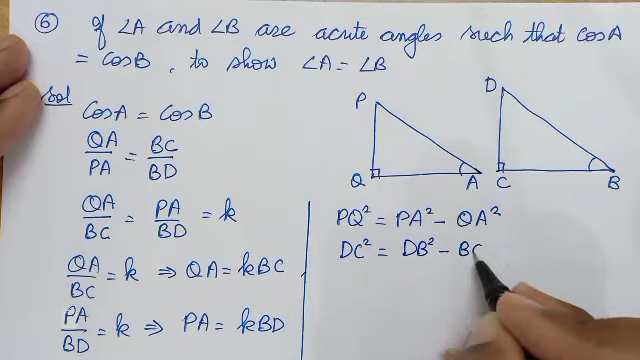 ⑥ If ∠A and ∠B are acute angles such that cosA
= cosB, to show ∠A = ∠B
Sol
CosA = CosB
QA/PA = BC/BD
QA/BC = PA/BD = k
QA/BC = k ⇒ QA = kBC
PA/BD = k ⇒ PA = kBD
P
Q
A
D
C
B
PQ² = PA² - QA²
DC² = DB² - BC